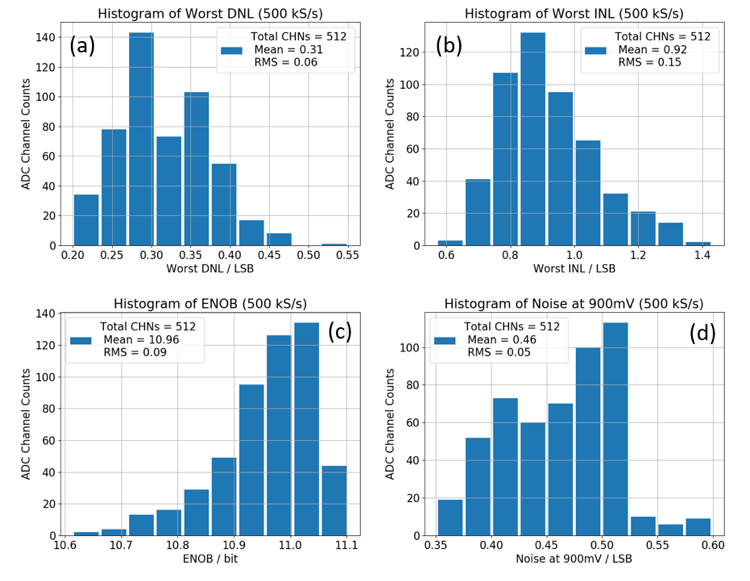 Histogram of Worst DNL (500 kS/s)
(a)
Total CHNs = 512
Mean = 0.31
RMS = 0.06
140
120
100
80
60
40
20
0
ADC Channel Counts
0.20 0.25 0.30 0.35 0.40 0.45 0.50 0.55
Worst DNL / LSB
Histogram of Worst INL (500 kS/s)
(b)
Total CHNs = 512
Mean = 0.92
RMS = 0.15
120
100
80
60
40
20
0
ADC Channel Counts
0.6 0.8 1.0 1.2 1.4
Worst INL / LSB
Histogram of ENOB (500 kS/s)
Total CHNs = 512
Mean = 10.96
RMS = 0.09
(c)
140
120
100
80
60
40
20
0
ADC Channel Counts
10.6 10.7 10.8 10.9 11.0 11.1
ENOB / bit
Histogram of Noise at 900mV (500 kS/s)
Total CHNs = 512
Mean = 0.46
RMS = 0.05
(d)
100
80
60
40
20
0
ADC Channel Counts
0.35 0.40 0.45 0.50 0.55 0.60
Noise at 900mV / LSB